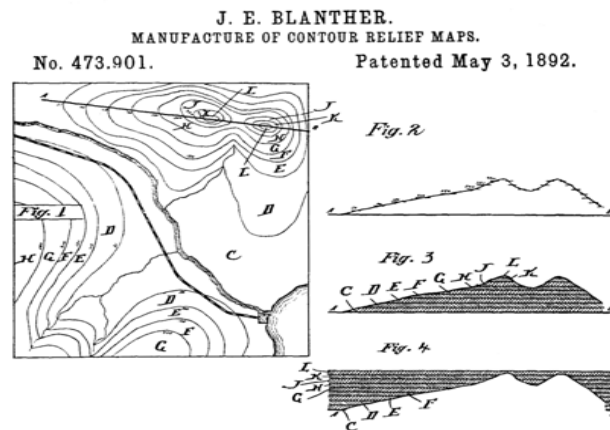 J. E. BLANTHER.
MANUFACTURE OF CONTOUR RELIEF MAPS.
No. 473.901. Patented May 3, 1892.
Fig. 1
L
J
K
J
K
H
H
G
F
E
L
D
C
D
H G F E
D
E
F
G
Fig. 2
Fig. 3
C D E F G H J L K
Fig. 4
L
K
J
H
G
C D E F